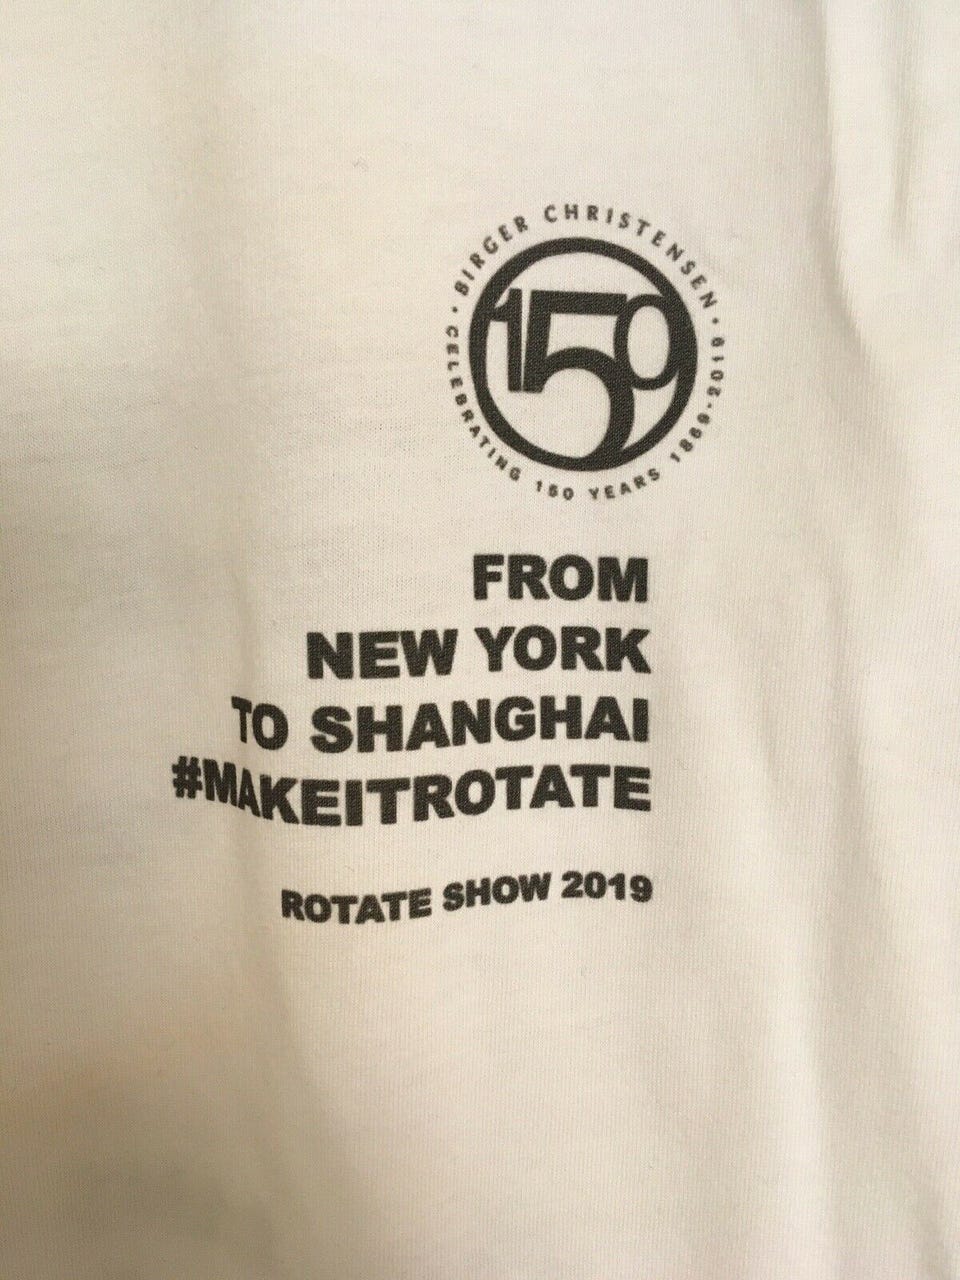 BIRGER CHRISTENSEN · CELEBRATING 150 YEARS 1869-2019 ·
150
FROM
NEW YORK
TO SHANGHAI
#MAKEITROTATE
ROTATE SHOW 2019